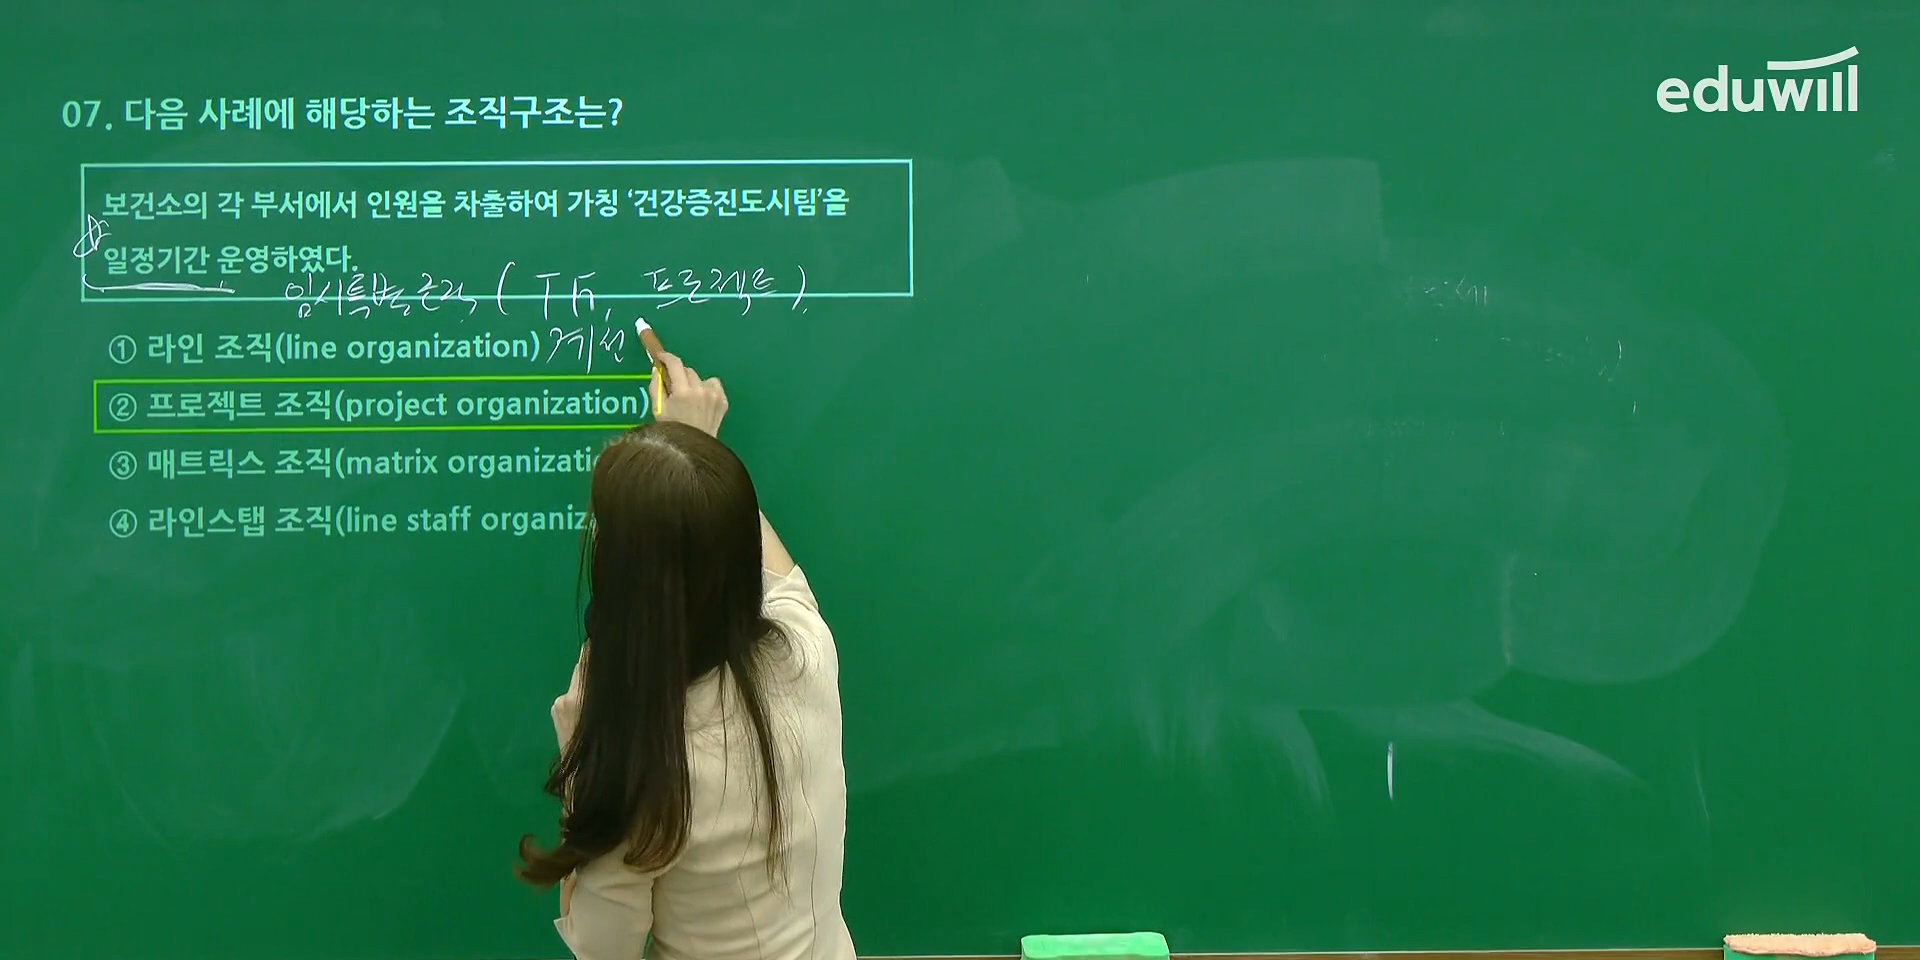 eduwill
07. 다음 사례에 해당하는 조직구조는?
보건소의 각 부서에서 인원을 차출하여 가칭 ‘건강증진도시팀’을
일정기간 운영하였다.
임시특별조직 ( TF, 프로젝트 )
① 라인 조직(line organization) 계선
② 프로젝트 조직(project organization)
③ 매트릭스 조직(matrix organizati
④ 라인스탭 조직(line staff organiz